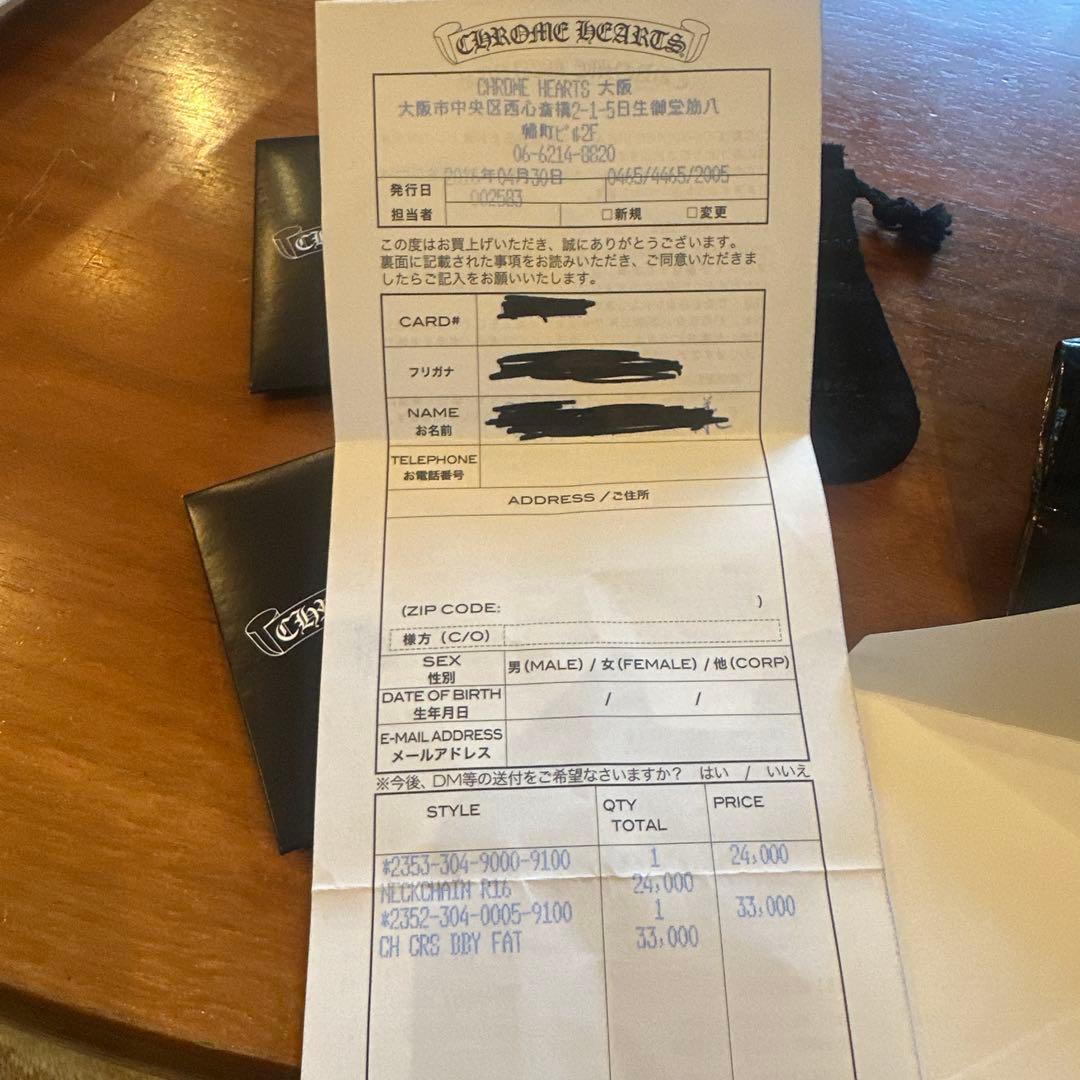 CHROME HEARTS
CHROME HEARTS 大阪
大阪市中央区西心斎橋2-1-5日生御堂筋八
幡町ビル2F
06-6214-8820
年04月30日 0465/4465/2005
発行日
002583
担当者 □新規 □変更
この度はお買上げいただき、誠にありがとうございます。
裏面に記載された事項をお読みいただき、ご同意いただきま
したらご記入をお願いいたします。
CARD#
フリガナ
NAME
お名前
TELEPHONE
お電話番号
ADDRESS / ご住所
(ZIP CODE: )
様方 (C/O)
SEX
性別
男(MALE) / 女(FEMALE) / 他(CORP)
DATE OF BIRTH
生年月日
/ /
E-MAIL ADDRESS
メールアドレス
※今後、DM等の送付をご希望なさいますか? はい / いいえ
STYLE QTY PRICE
TOTAL
*2353-304-9000-9100 1 24,000
NECKCHAIN R16 24,000
*2352-304-0005-9100 1 33,000
CH CRS BBY FAT 33,000